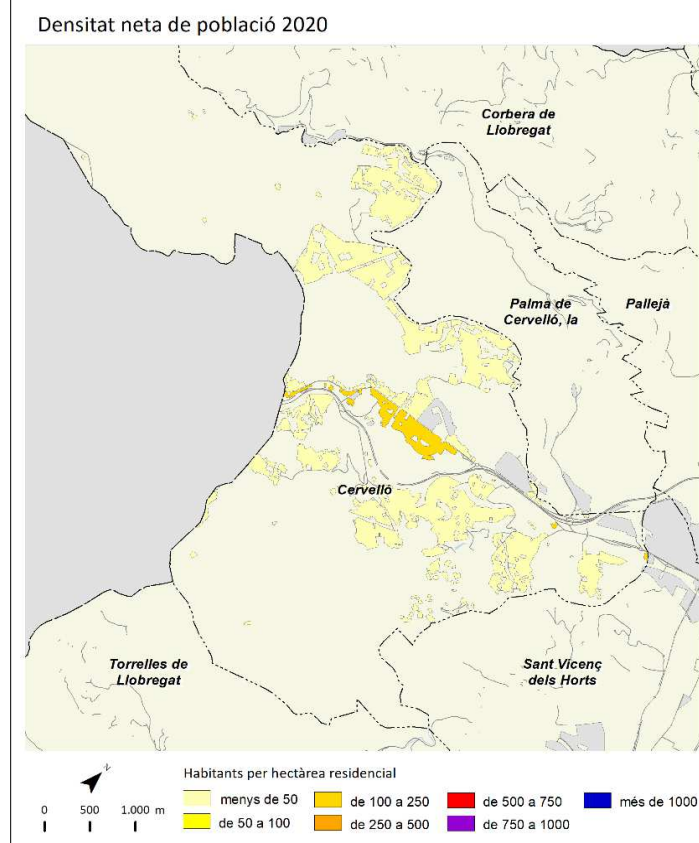 Densitat neta de població 2020
Corbera de
Llobregat
Palma de
Cervelló, la
Pallejà
Cervelló
Torrelles de
Llobregat
Sant Vicenç
dels Horts
N
Habitants per hectàrea residencial
0 500 1.000 m
menys de 50
de 100 a 250
de 500 a 750
més de 1000
de 50 a 100
de 250 a 500
de 750 a 1000